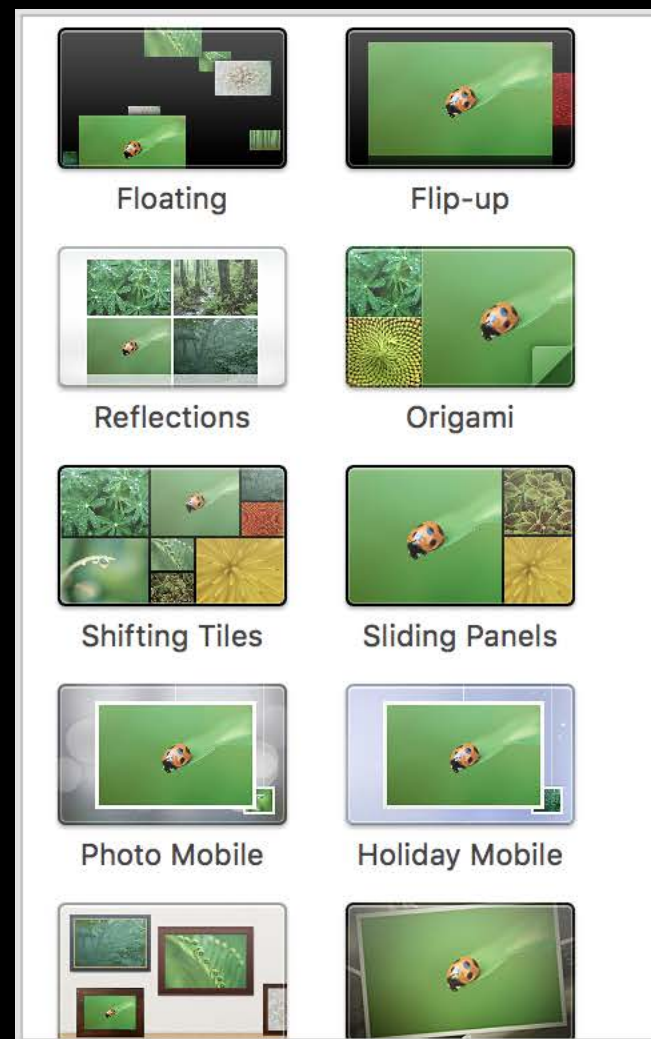 Floating
Flip-up
Reflections
Origami
Shifting Tiles
Sliding Panels
Photo Mobile
Holiday Mobile